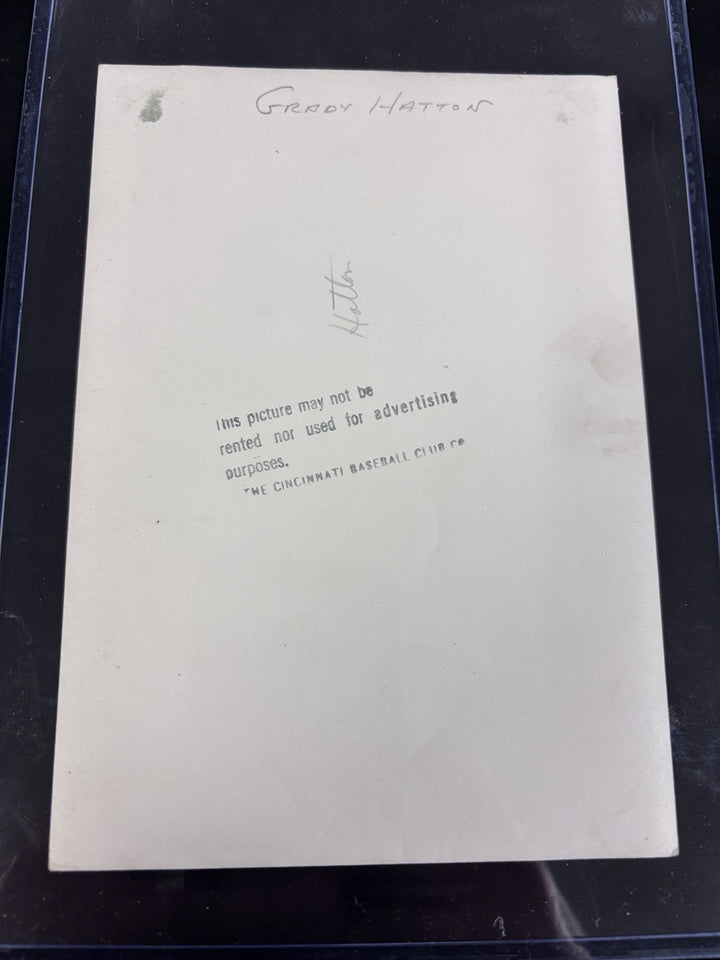 GRADY HATTON
Hatton
This picture may not be
rented nor used for advertising
purposes.
THE CINCINNATI BASEBALL CLUB CO